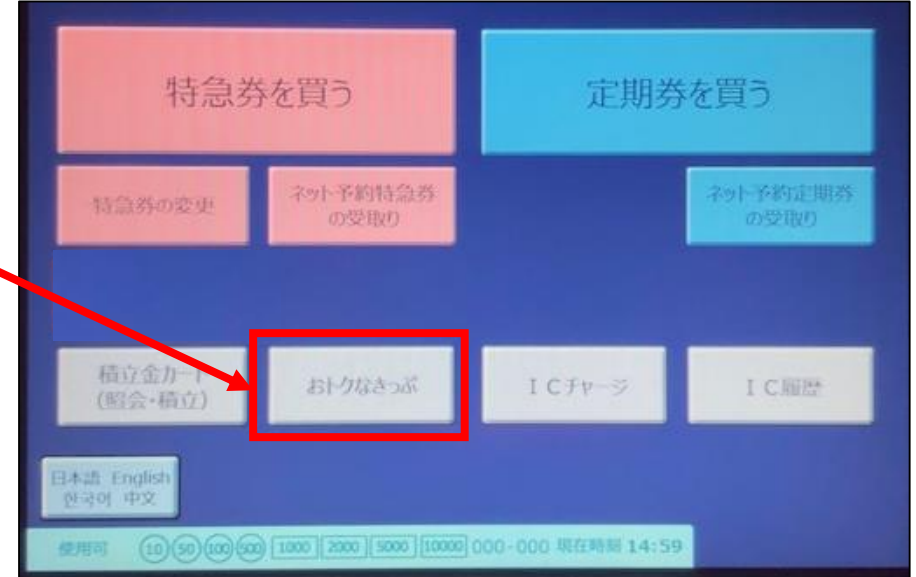 特急券を買う
定期券を買う
特急券の変更
ネット予約特急券
の受取り
ネット予約定期券
の受取り
積立金カード
(照会・積立)
おトクなきっぷ
ICチャージ
IC履歴
日本語 English
한국어 中文
使用可 10 50 100 500 1000 2000 5000 10000 000-000 現在時刻 14:59